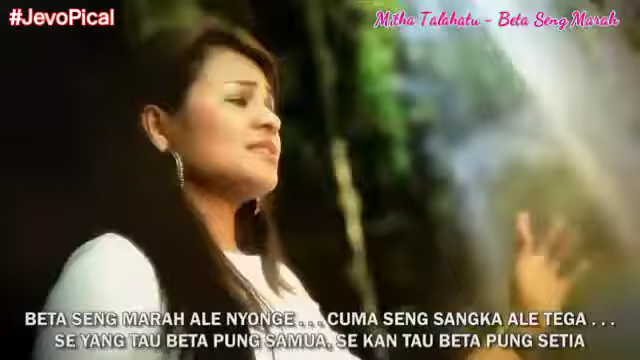 #JevoPical
Mitha Talahatu - Beta Seng Marah
BETA SENG MARAH ALE NYONGE . . . CUMA SENG SANGKA ALE TEGA . . .
SE YANG TAU BETA PUNG SAMUA, SE KAN TAU BETA PUNG SETIA